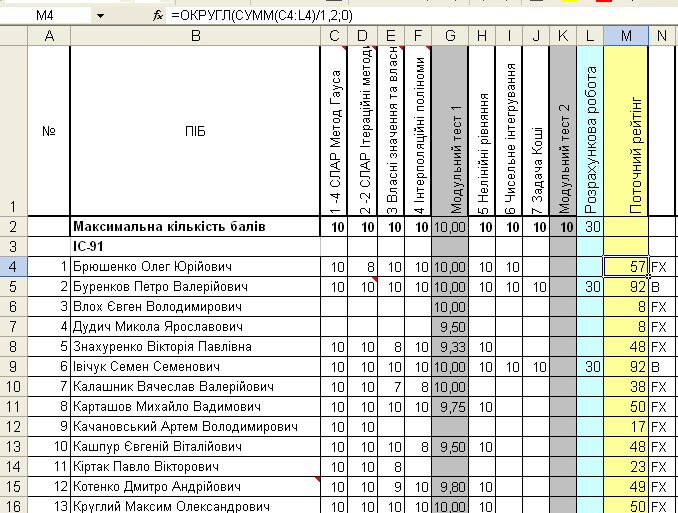 M4 fx =ОКРУГЛ(СУММ(C4:L4)/1,2;0)
A B C D E F G H I J K L M N
1 № ПІБ 1 -4 СЛАР Метод Гауса 2 -2 СЛАР Ітераційні методи 3 Власні значення та власн 4 Інтерполяційні поліноми Модульний тест 1 5 Нелінійні рівняння 6 Чисельне інтегрування 7 Задача Коші Модульний тест 2 Розрахункова робота Поточний рейтінг
2 Максимальна кількість балів 10 10 10 10 10,00 10 10 10 10 30
3 ІС-91
4 1 Брюшенко Олег Юрійович 10 8 10 10 10,00 10 10 57 FX
5 2 Буренков Петро Валерійович 10 10 10 10 10,00 10 10 10 30 92 B
6 3 Влох Євген Володимирович 10,00 8 FX
7 4 Дудич Микола Ярославович 9,50 8 FX
8 5 Знахуренко Вікторія Павлівна 10 10 8 10 9,33 10 48 FX
9 6 Івічук Семен Семенович 10 10 10 10 10,00 10 10 10 30 92 B
10 7 Калашник Вячеслав Валерійович 10 10 7 8 10,00 38 FX
11 8 Карташов Михайло Вадимович 10 10 10 10 9,75 10 50 FX
12 9 Качановський Артем Володимирович 10 10 17 FX
13 10 Кашпур Євгеній Віталійович 10 10 10 8 9,50 10 48 FX
14 11 Кіртак Павло Вікторович 10 10 8 23 FX
15 12 Котенко Дмитро Андрійович 10 10 9 10 9,80 10 49 FX
16 13 Круглий Максим Олександрович 10 10 10 10 10,00 10 50 FX